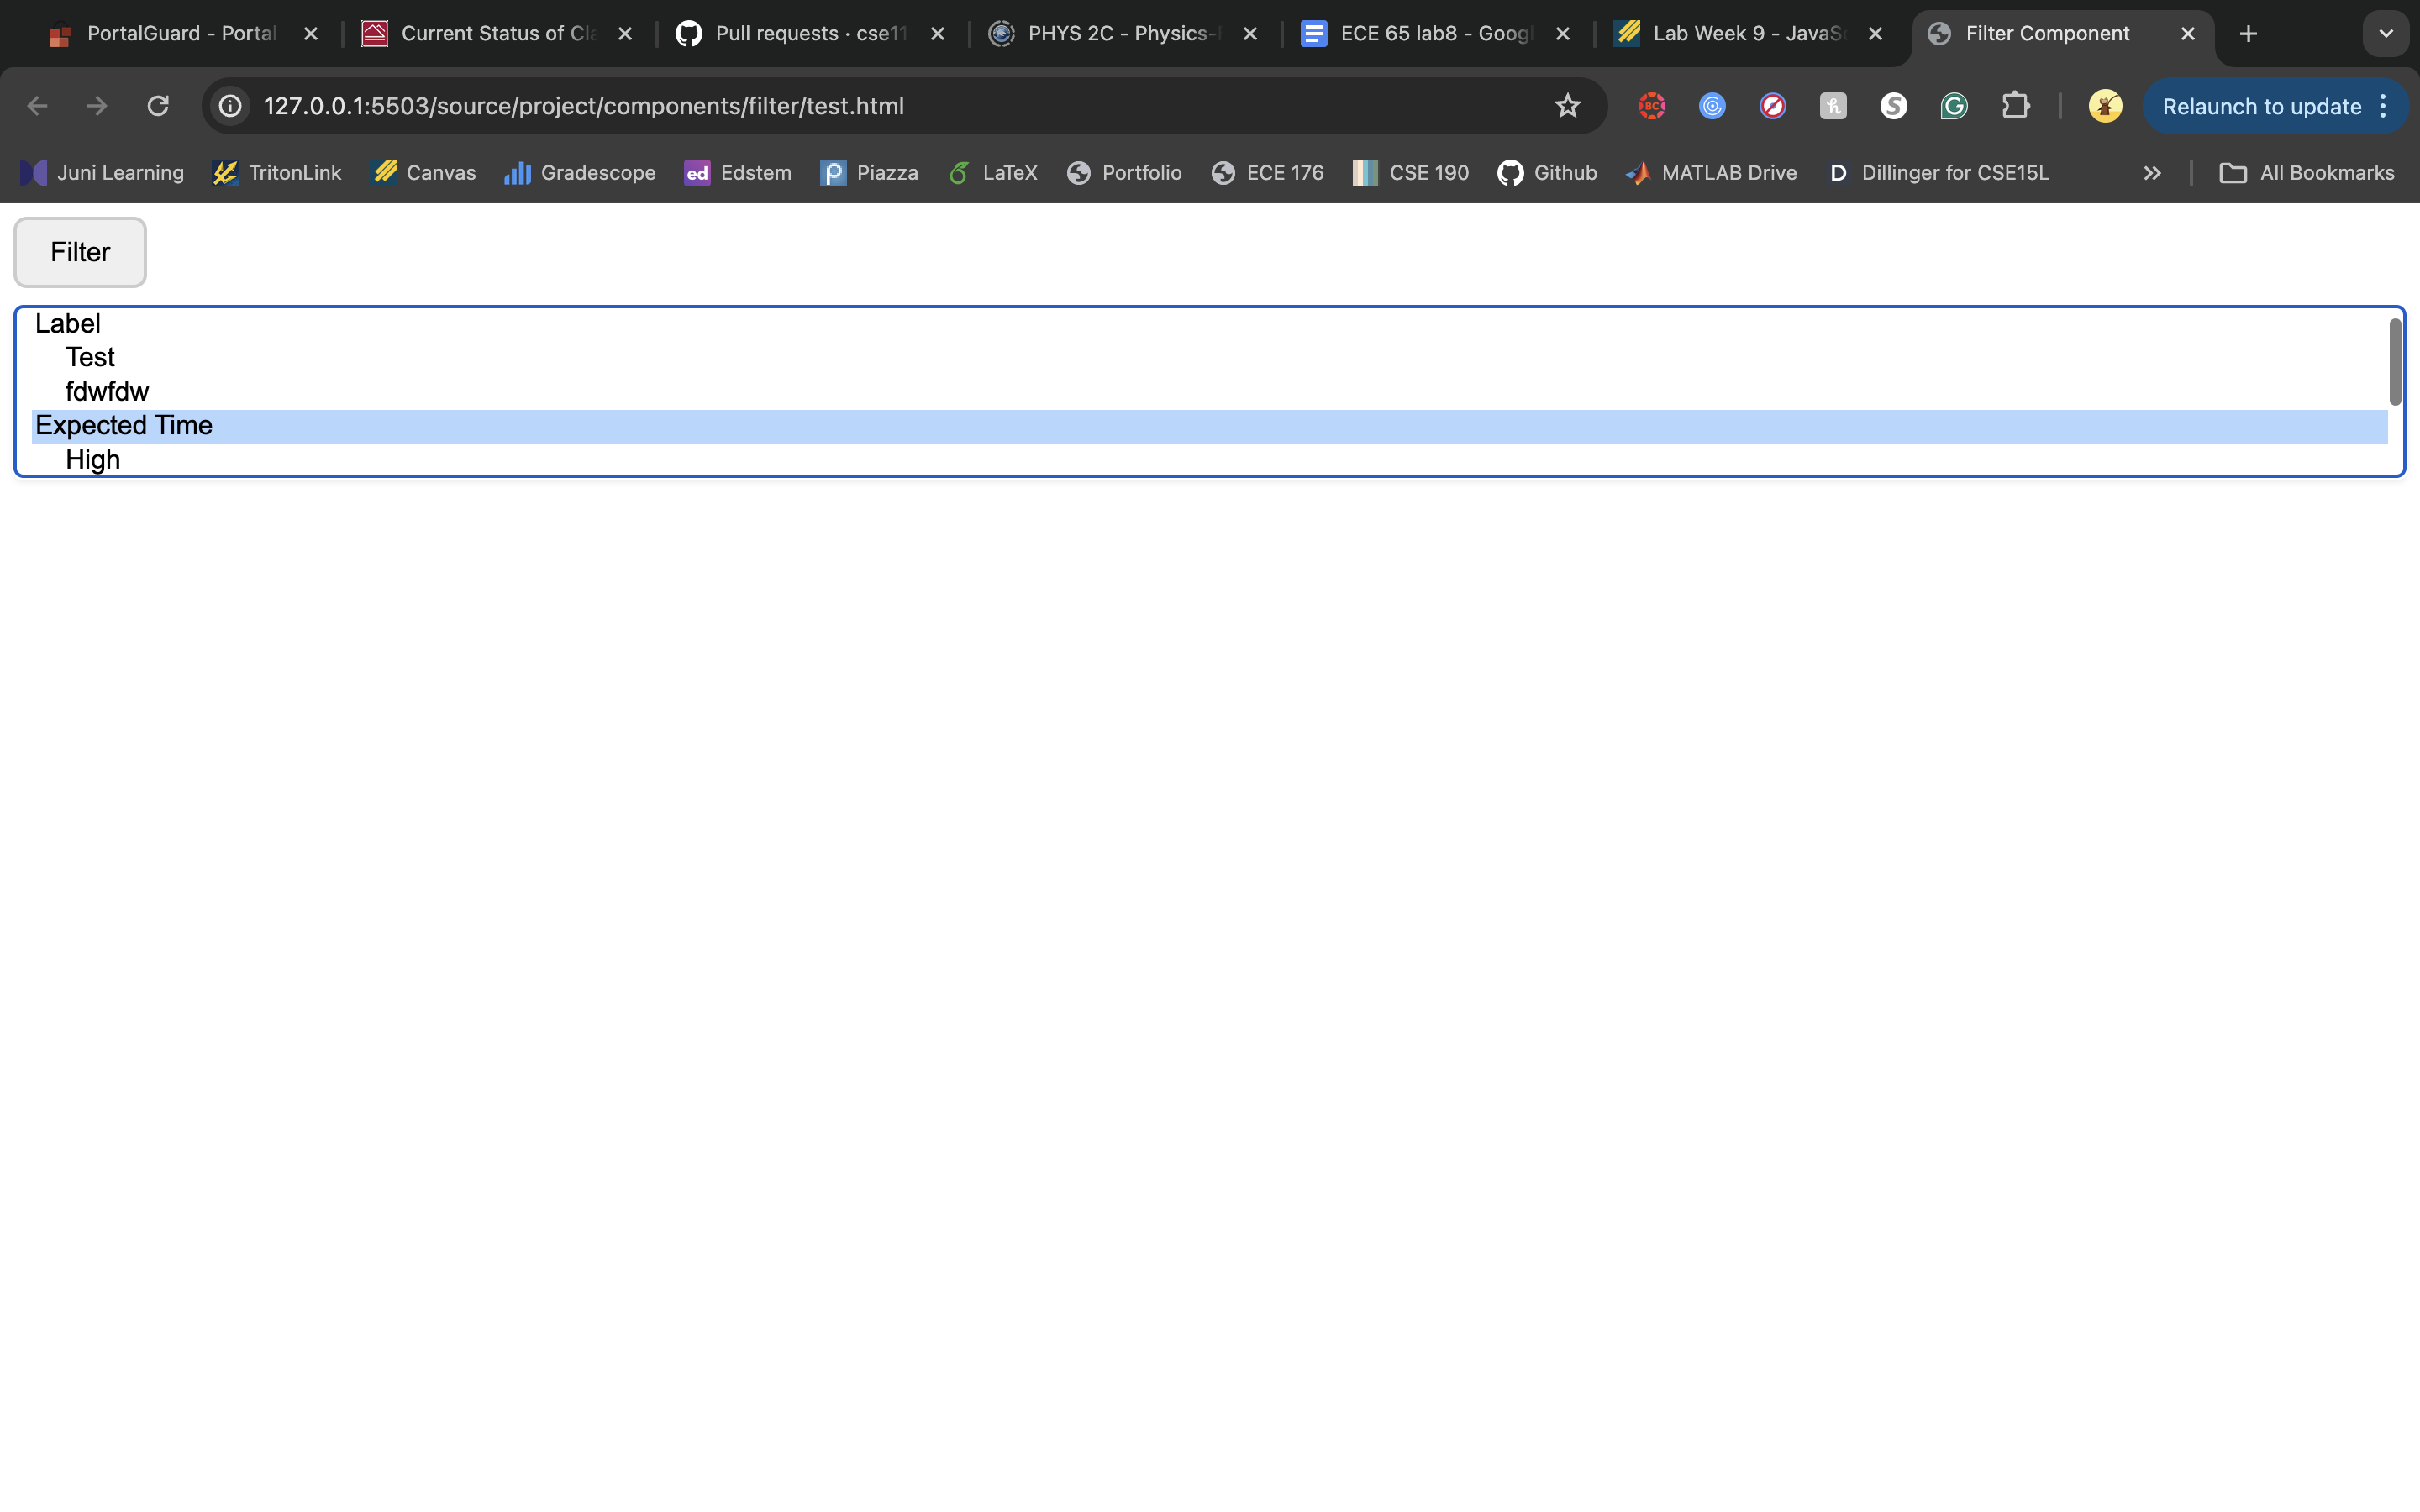 PortalGuard - Portal
Current Status of Cla
Pull requests · cse11
PHYS 2C - Physics-
ECE 65 lab8 - Googl
Lab Week 9 - JavaSc
Filter Component
127.0.0.1:5503/source/project/components/filter/test.html
BC
h
S
G
Relaunch to update
Juni Learning
TritonLink
Canvas
Gradescope
ed Edstem
P Piazza
LaTeX
Portfolio
ECE 176
CSE 190
Github
MATLAB Drive
D Dillinger for CSE15L
All Bookmarks
Filter
Label
Test
fdwfdw
Expected Time
High